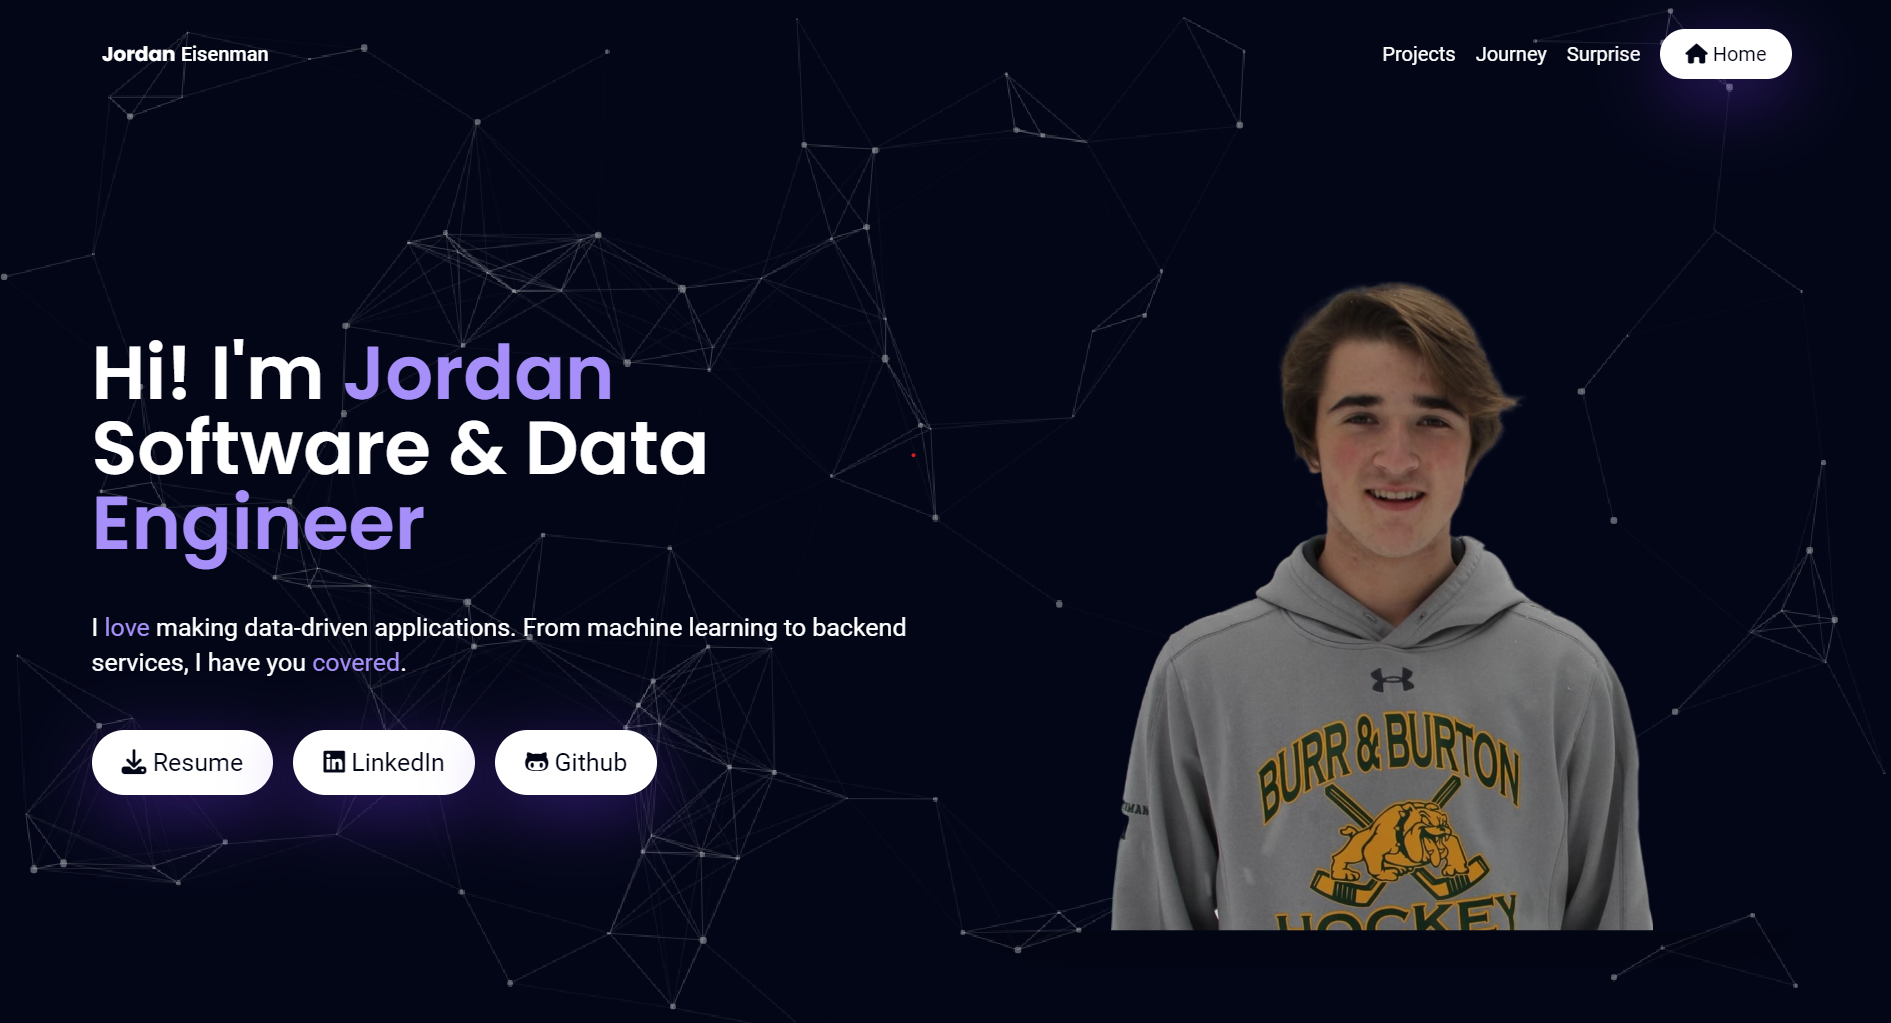 Jordan Eisenman
Projects Journey Surprise Home
Hi! I'm Jordan
Software & Data
Engineer
I love making data-driven applications. From machine learning to backend
services, I have you covered.
Resume LinkedIn Github
BURR & BURTON
HOCKEY